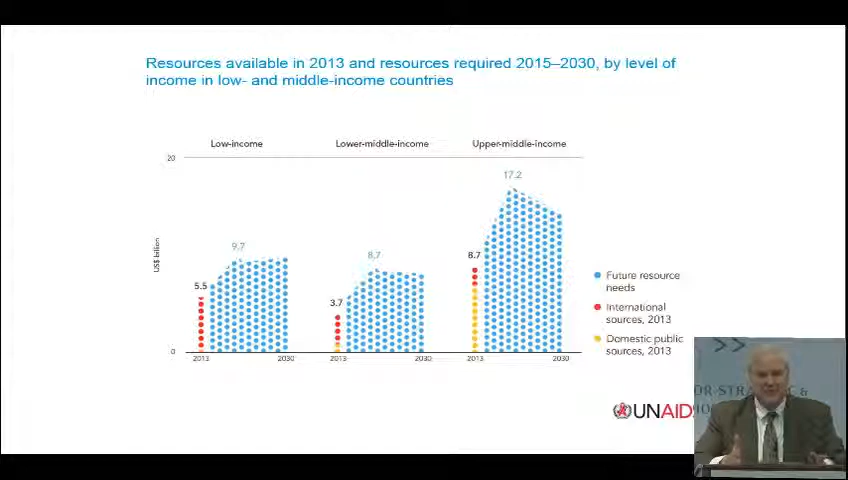 Resources available in 2013 and resources required 2015–2030, by level of
income in low- and middle-income countries
Low-income
Lower-middle-income
Upper-middle-income
20
17.2
9.7
8.7
8.7
5.5
3.7
US$ billion
0
2013
2030
2013
2030
2013
2030
Future resource
needs
International
sources, 2013
Domestic public
sources, 2013
UNAIDS
>>
OR STRA &